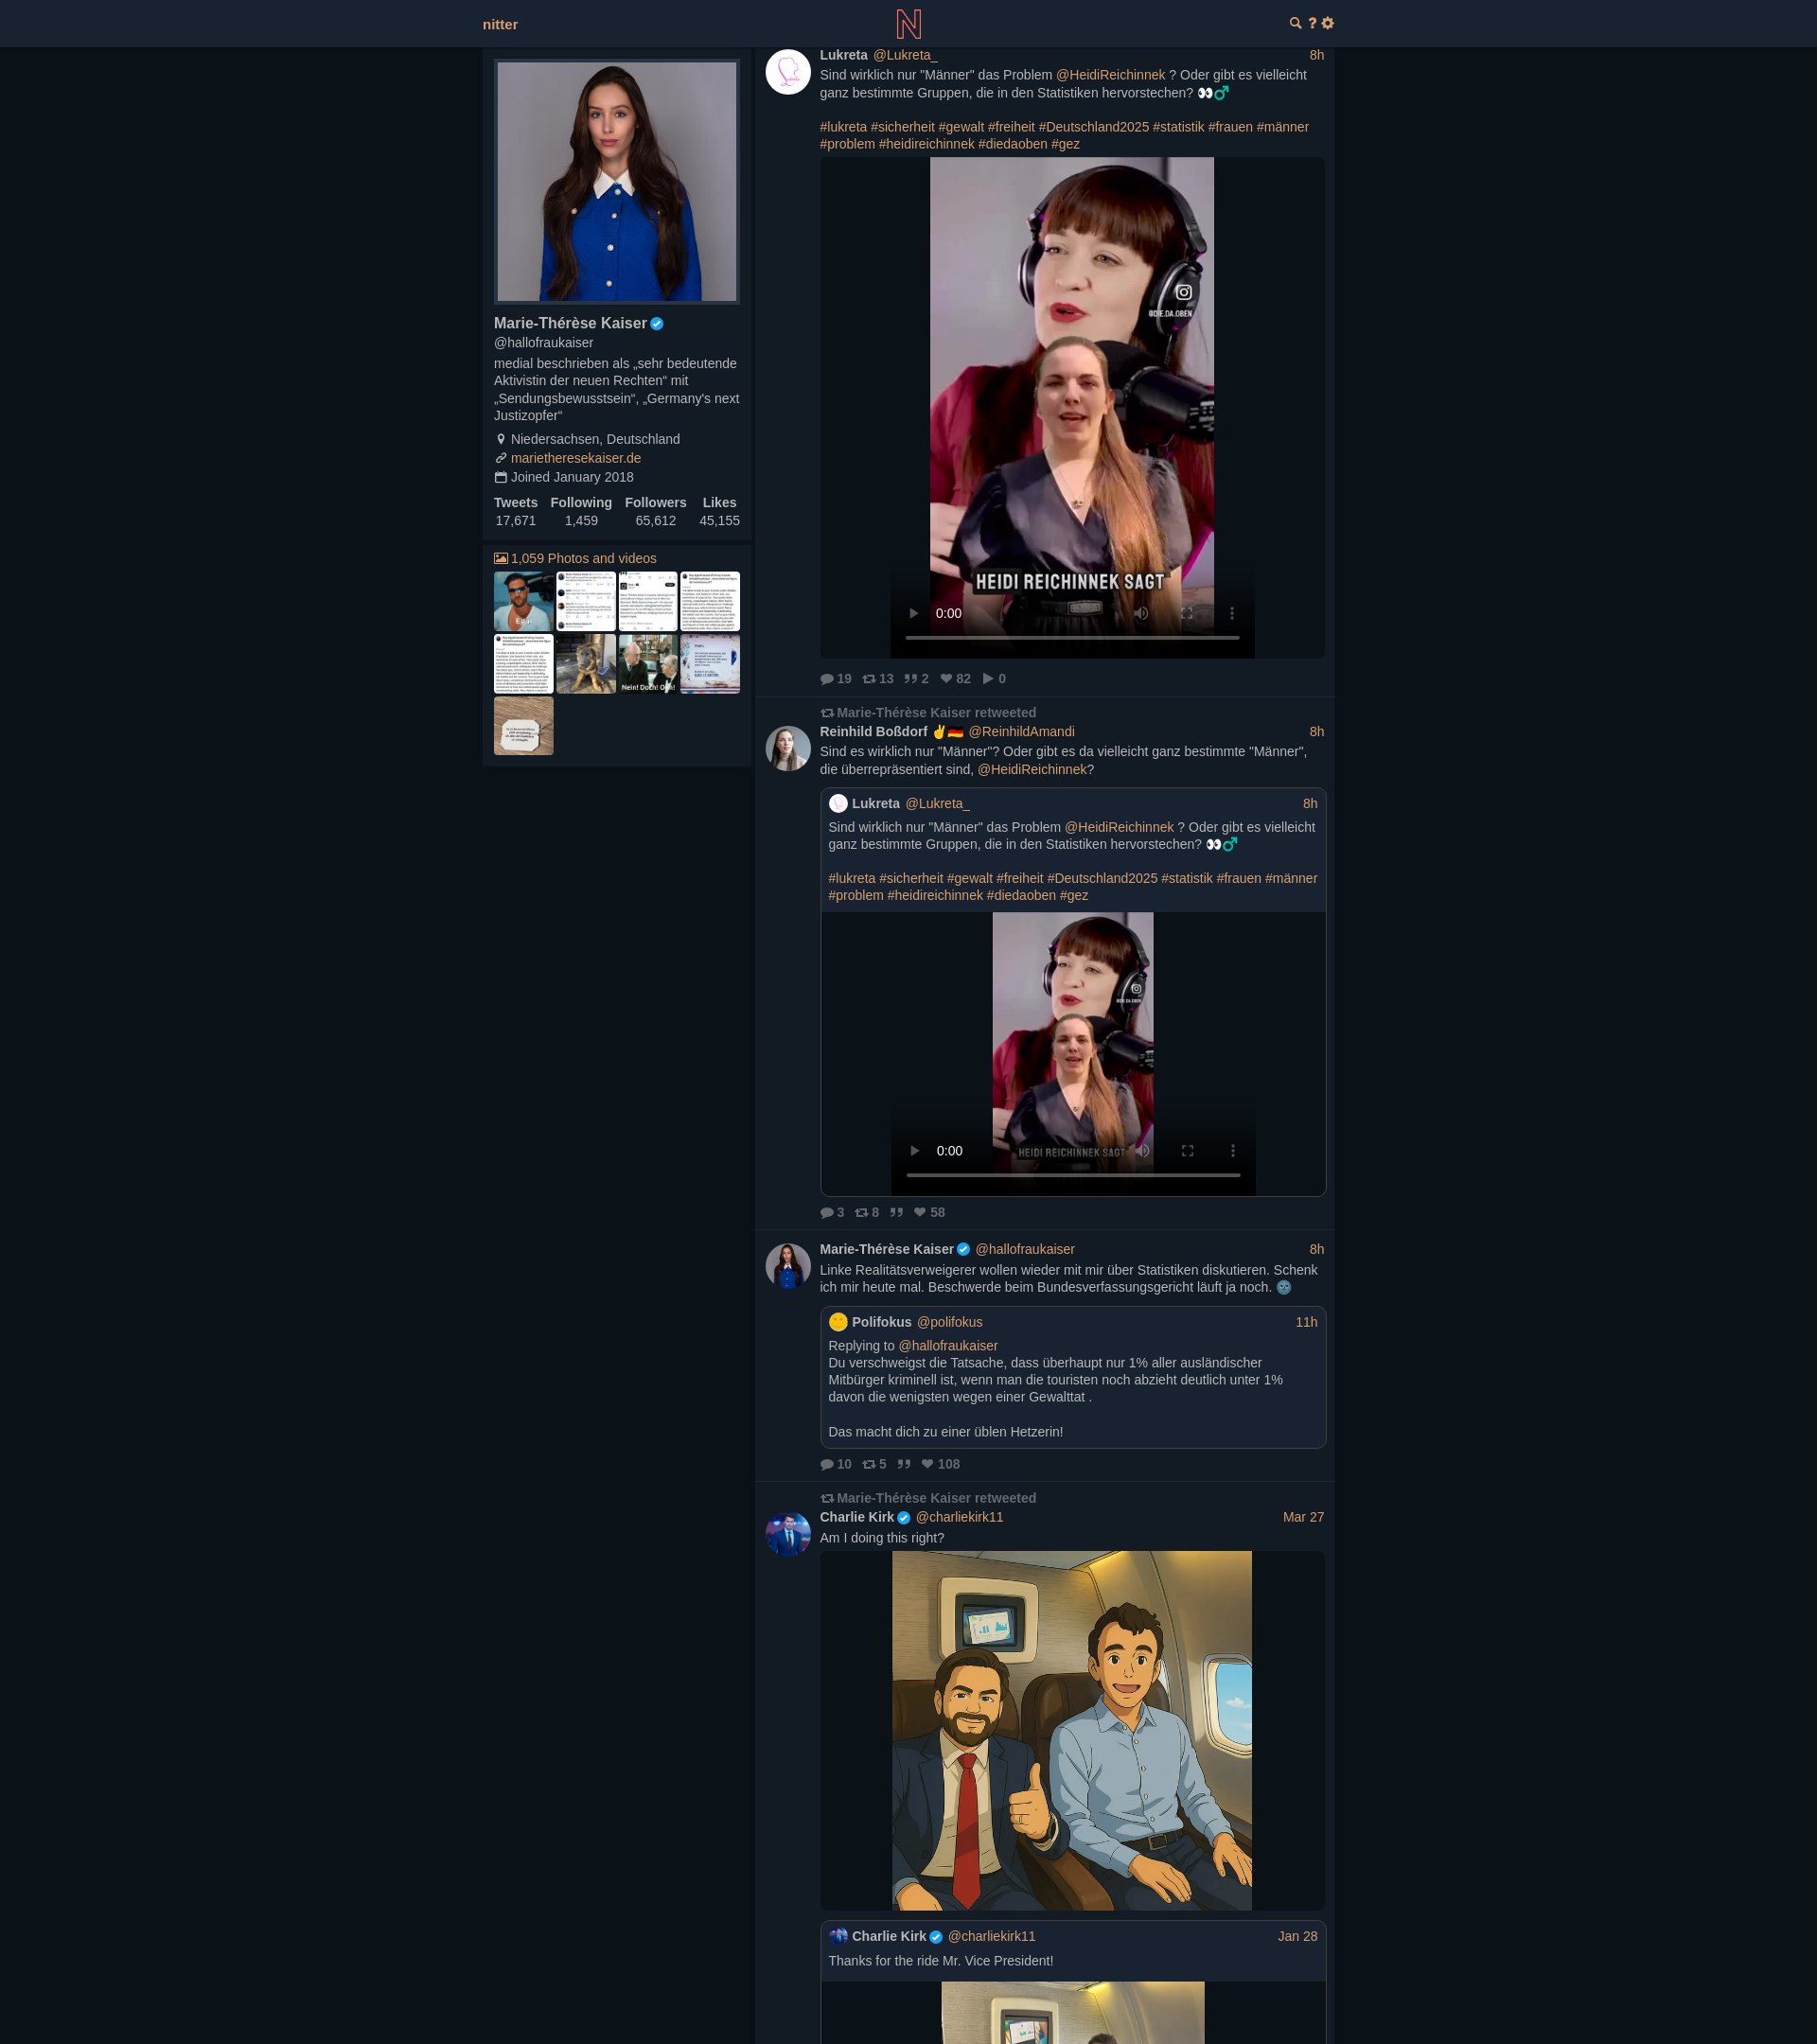 nitter
Marie-Thérèse Kaiser
@hallofraukaiser
medial beschrieben als „sehr bedeutende
Aktivistin der neuen Rechten“ mit
„Sendungsbewusstsein“, „Germany's next
Justizopfer“
Niedersachsen, Deutschland
marietheresekaiser.de
Joined January 2018
Tweets Following Followers Likes
17,671 1,459 65,612 45,155
1,059 Photos and videos
Nein! Doch! Ooh!
Lukreta @Lukreta_ 8h
Sind wirklich nur "Männer" das Problem @HeidiReichinnek ? Oder gibt es vielleicht
ganz bestimmte Gruppen, die in den Statistiken hervorstechen? 👀♂
#lukreta #sicherheit #gewalt #freiheit #Deutschland2025 #statistik #frauen #männer
#problem #heidireichinnek #diedaoben #gez
@DIE.DA.OBEN
HEIDI REICHINNEK SAGT
0:00
19 13 2 82 0
Marie-Thérèse Kaiser retweeted
Reinhild Boßdorf ✌️🇩🇪 @ReinhildAmandi 8h
Sind es wirklich nur "Männer"? Oder gibt es da vielleicht ganz bestimmte "Männer",
die überrepräsentiert sind, @HeidiReichinnek?
Lukreta @Lukreta_ 8h
Sind wirklich nur "Männer" das Problem @HeidiReichinnek ? Oder gibt es vielleicht
ganz bestimmte Gruppen, die in den Statistiken hervorstechen? 👀♂
#lukreta #sicherheit #gewalt #freiheit #Deutschland2025 #statistik #frauen #männer
#problem #heidireichinnek #diedaoben #gez
@DIE.DA.OBEN
0:00 HEIDI REICHINNEK SAGT
3 8 58
Marie-Thérèse Kaiser @hallofraukaiser 8h
Linke Realitätsverweigerer wollen wieder mit mir über Statistiken diskutieren. Schenk
ich mir heute mal. Beschwerde beim Bundesverfassungsgericht läuft ja noch. 🌚
Polifokus @polifokus 11h
Replying to @hallofraukaiser
Du verschweigst die Tatsache, dass überhaupt nur 1% aller ausländischer
Mitbürger kriminell ist, wenn man die touristen noch abzieht deutlich unter 1%
davon die wenigsten wegen einer Gewalttat .
Das macht dich zu einer üblen Hetzerin!
10 5 108
Marie-Thérèse Kaiser retweeted
Charlie Kirk @charliekirk11 Mar 27
Am I doing this right?
Charlie Kirk @charliekirk11 Jan 28
Thanks for the ride Mr. Vice President!